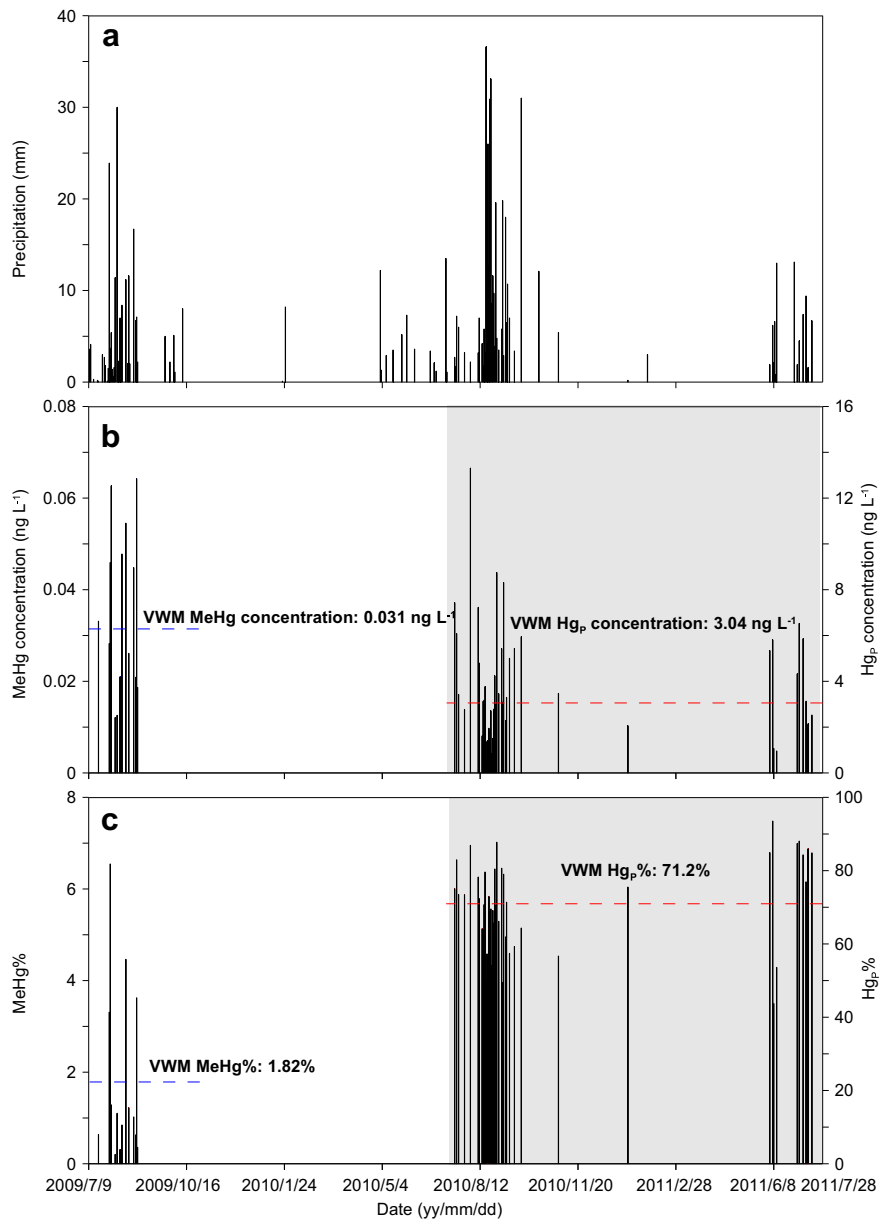 40
a
30
Precipitation (mm)
20
10
0
0.08
16
b
0.06
12
MeHg concentration (ng L⁻¹)
Hg_P concentration (ng L⁻¹)
0.04
8
VWM MeHg concentration: 0.031 ng L⁻¹
VWM Hg_P concentration: 3.04 ng L⁻¹
0.02
4
0
0
8
100
c
80
VWM Hg_P%: 71.2%
6
60
MeHg%
Hg_P%
4
40
VWM MeHg%: 1.82%
2
20
0
0
2009/7/9 2009/10/16 2010/1/24 2010/5/4 2010/8/12 2010/11/20 2011/2/28 2011/6/8 2011/7/28
Date (yy/mm/dd)